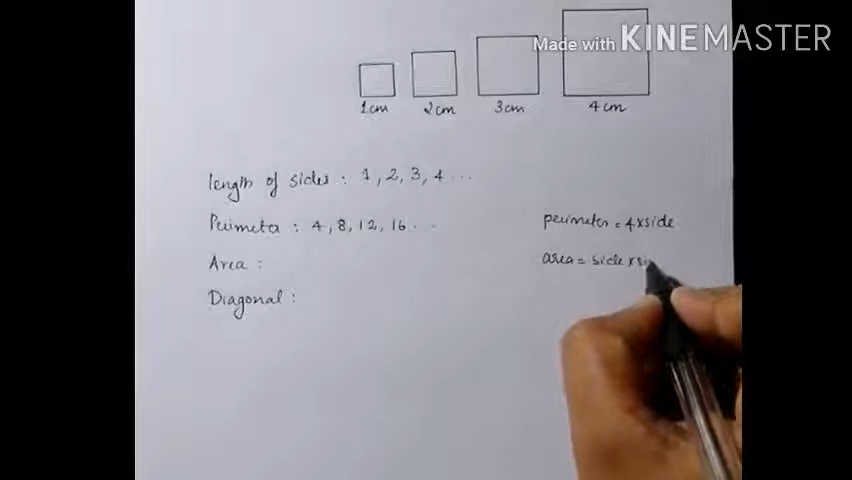 Made with KINEMASTER
1cm 2cm 3cm 4cm
length of sides : 1, 2, 3, 4 ...
Perimeter : 4, 8, 12, 16 ...
perimeter = 4 x side
Area :
area = side x si
Diagonal :